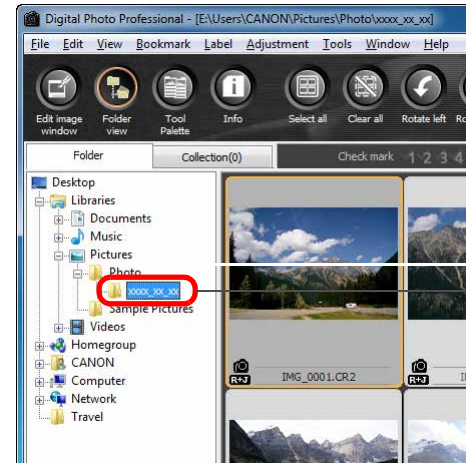 Digital Photo Professional - [E:\Users\CANON\Pictures\Photo\xxxx_xx_xx]
File Edit View Bookmark Label Adjustment Tools Window Help
Edit image window Folder view Tool Palette Info Select all Clear all Rotate left
Folder Collection(0) Check mark 1 2 3 4
Desktop
Libraries
Documents
Music
Pictures
Photo
xxxx_xx_xx
Sample Pictures
Videos
Homegroup
CANON
Computer
Network
Travel
R+J IMG_0001.CR2 R+J